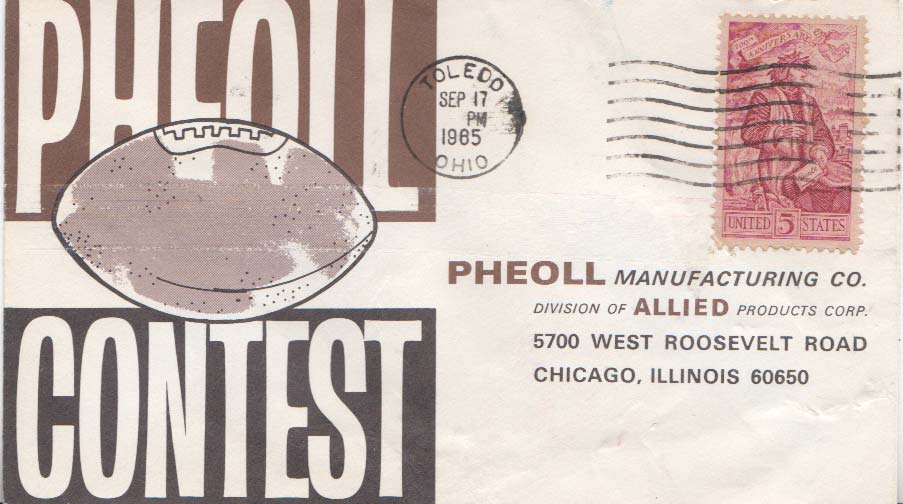 PHEOLL
CONTEST
TOLEDO
SEP 17
PM
1965
OHIO
ANNIVERSARY
UNITED 5¢ STATES
PHEOLL MANUFACTURING CO.
DIVISION OF ALLIED PRODUCTS CORP.
5700 WEST ROOSEVELT ROAD
CHICAGO, ILLINOIS 60650